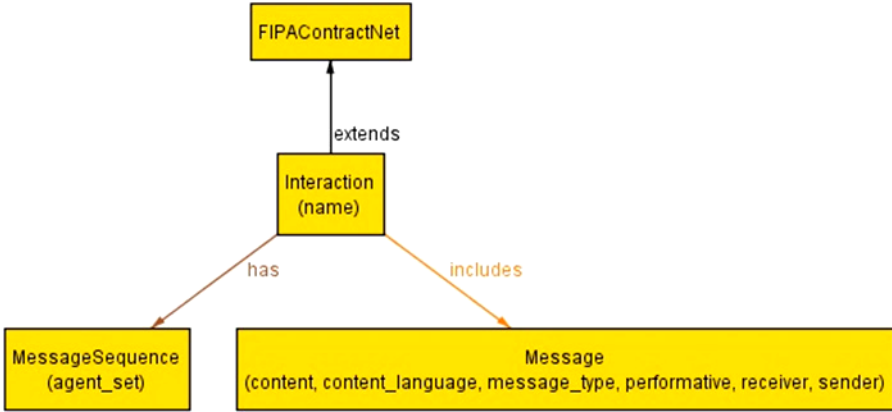 FIPAContractNet
extends
Interaction
(name)
has
includes
MessageSequence
(agent_set)
Message
(content, content_language, message_type, performative, receiver, sender)